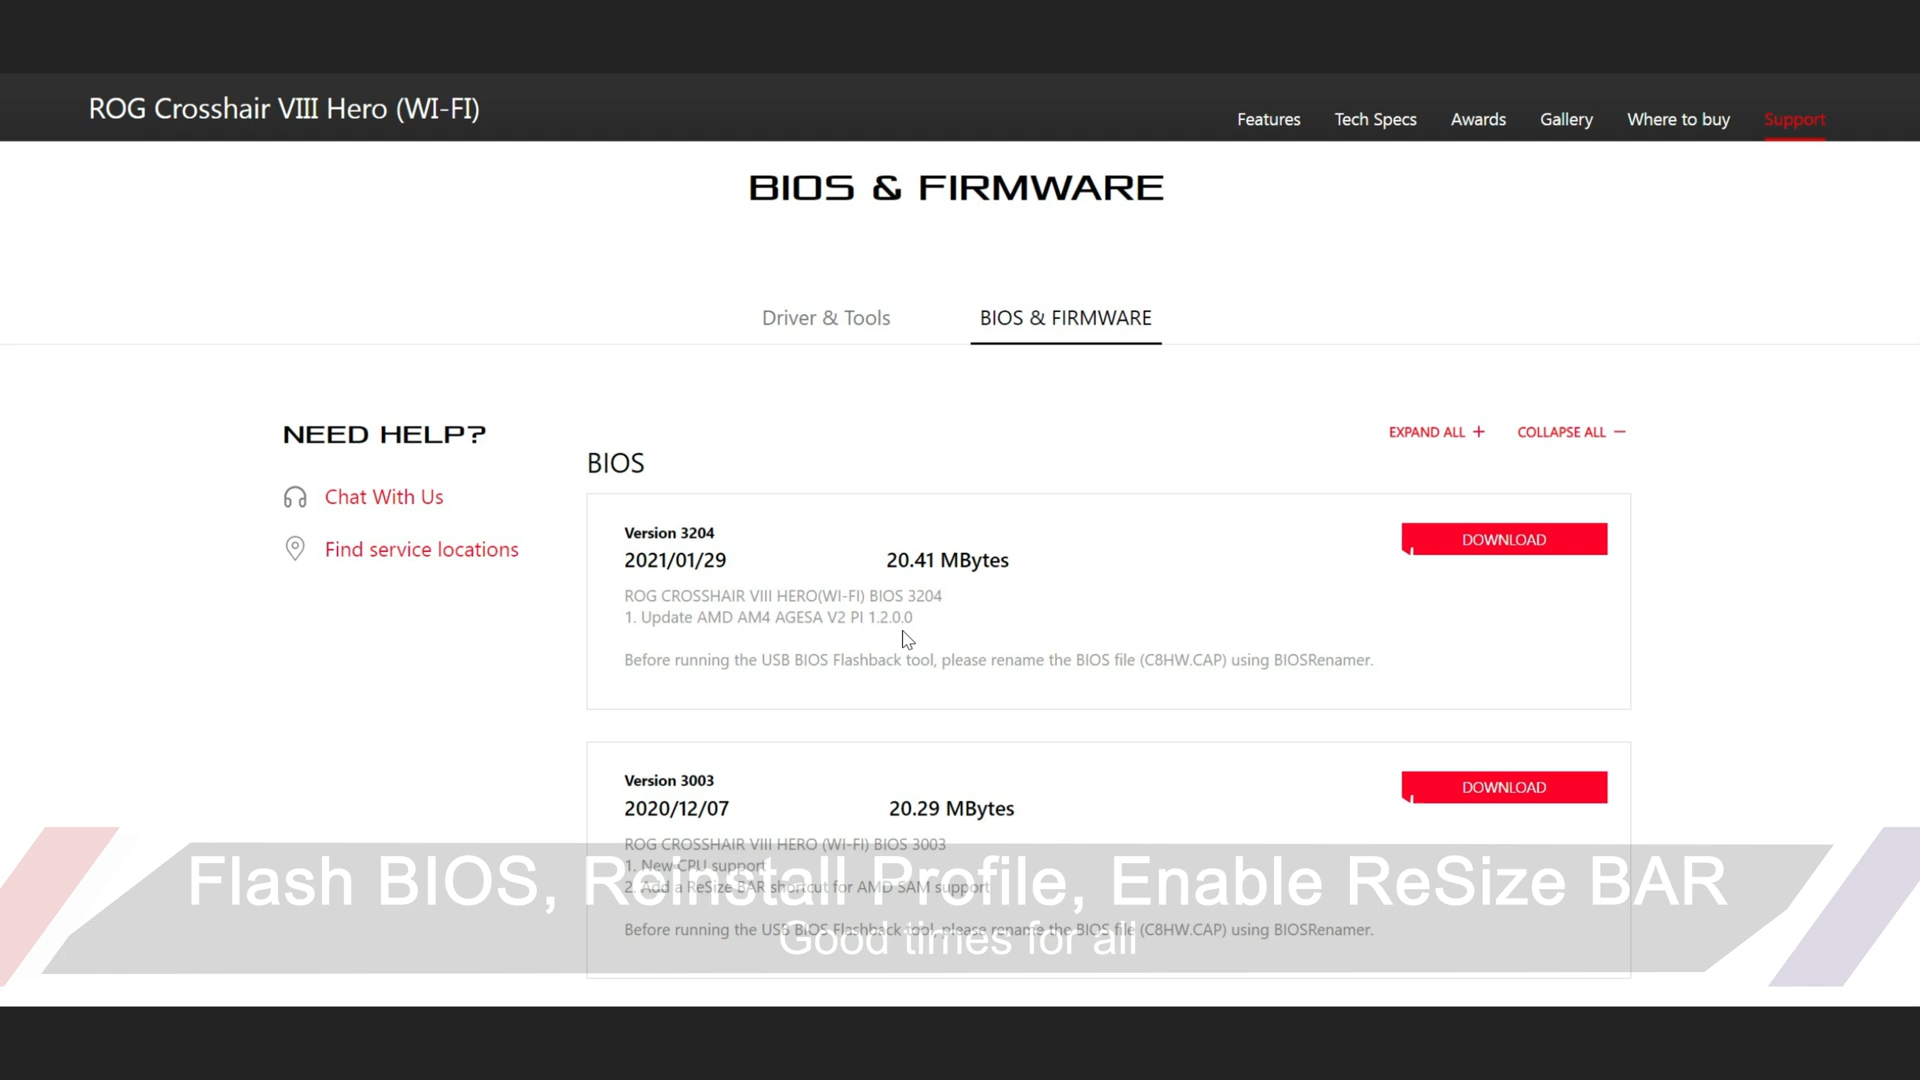 ROG Crosshair VIII Hero (WI-FI)
Features Tech Specs Awards Gallery Where to buy Support
BIOS & FIRMWARE
Driver & Tools BIOS & FIRMWARE
NEED HELP?
Chat With Us
Find service locations
EXPAND ALL + COLLAPSE ALL −
BIOS
Version 3204
DOWNLOAD
2021/01/29 20.41 MBytes
ROG CROSSHAIR VIII HERO(WI-FI) BIOS 3204
1. Update AMD AM4 AGESA V2 PI 1.2.0.0
Before running the USB BIOS Flashback tool, please rename the BIOS file (C8HW.CAP) using BIOSRenamer.
Version 3003
DOWNLOAD
2020/12/07 20.29 MBytes
ROG CROSSHAIR VIII HERO (WI-FI) BIOS 3003
1. New CPU support
2. Add a ReSize BAR shortcut for AMD SAM support
Before running the USB BIOS Flashback tool, please rename the BIOS file (C8HW.CAP) using BIOSRenamer.
Flash BIOS, Reinstall Profile, Enable ReSize BAR
Good times for all